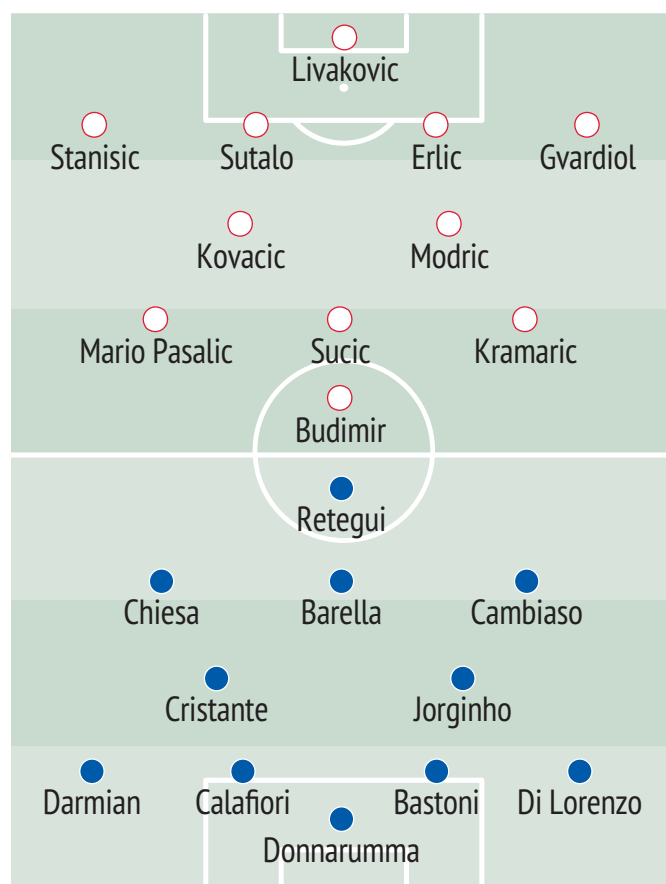 Livakovic
Stanisic Sutalo Erlic Gvardiol
Kovacic Modric
Mario Pasalic Sucic Kramaric
Budimir
Retegui
Chiesa Barella Cambiaso
Cristante Jorginho
Darmian Calafiori Bastoni Di Lorenzo
Donnarumma